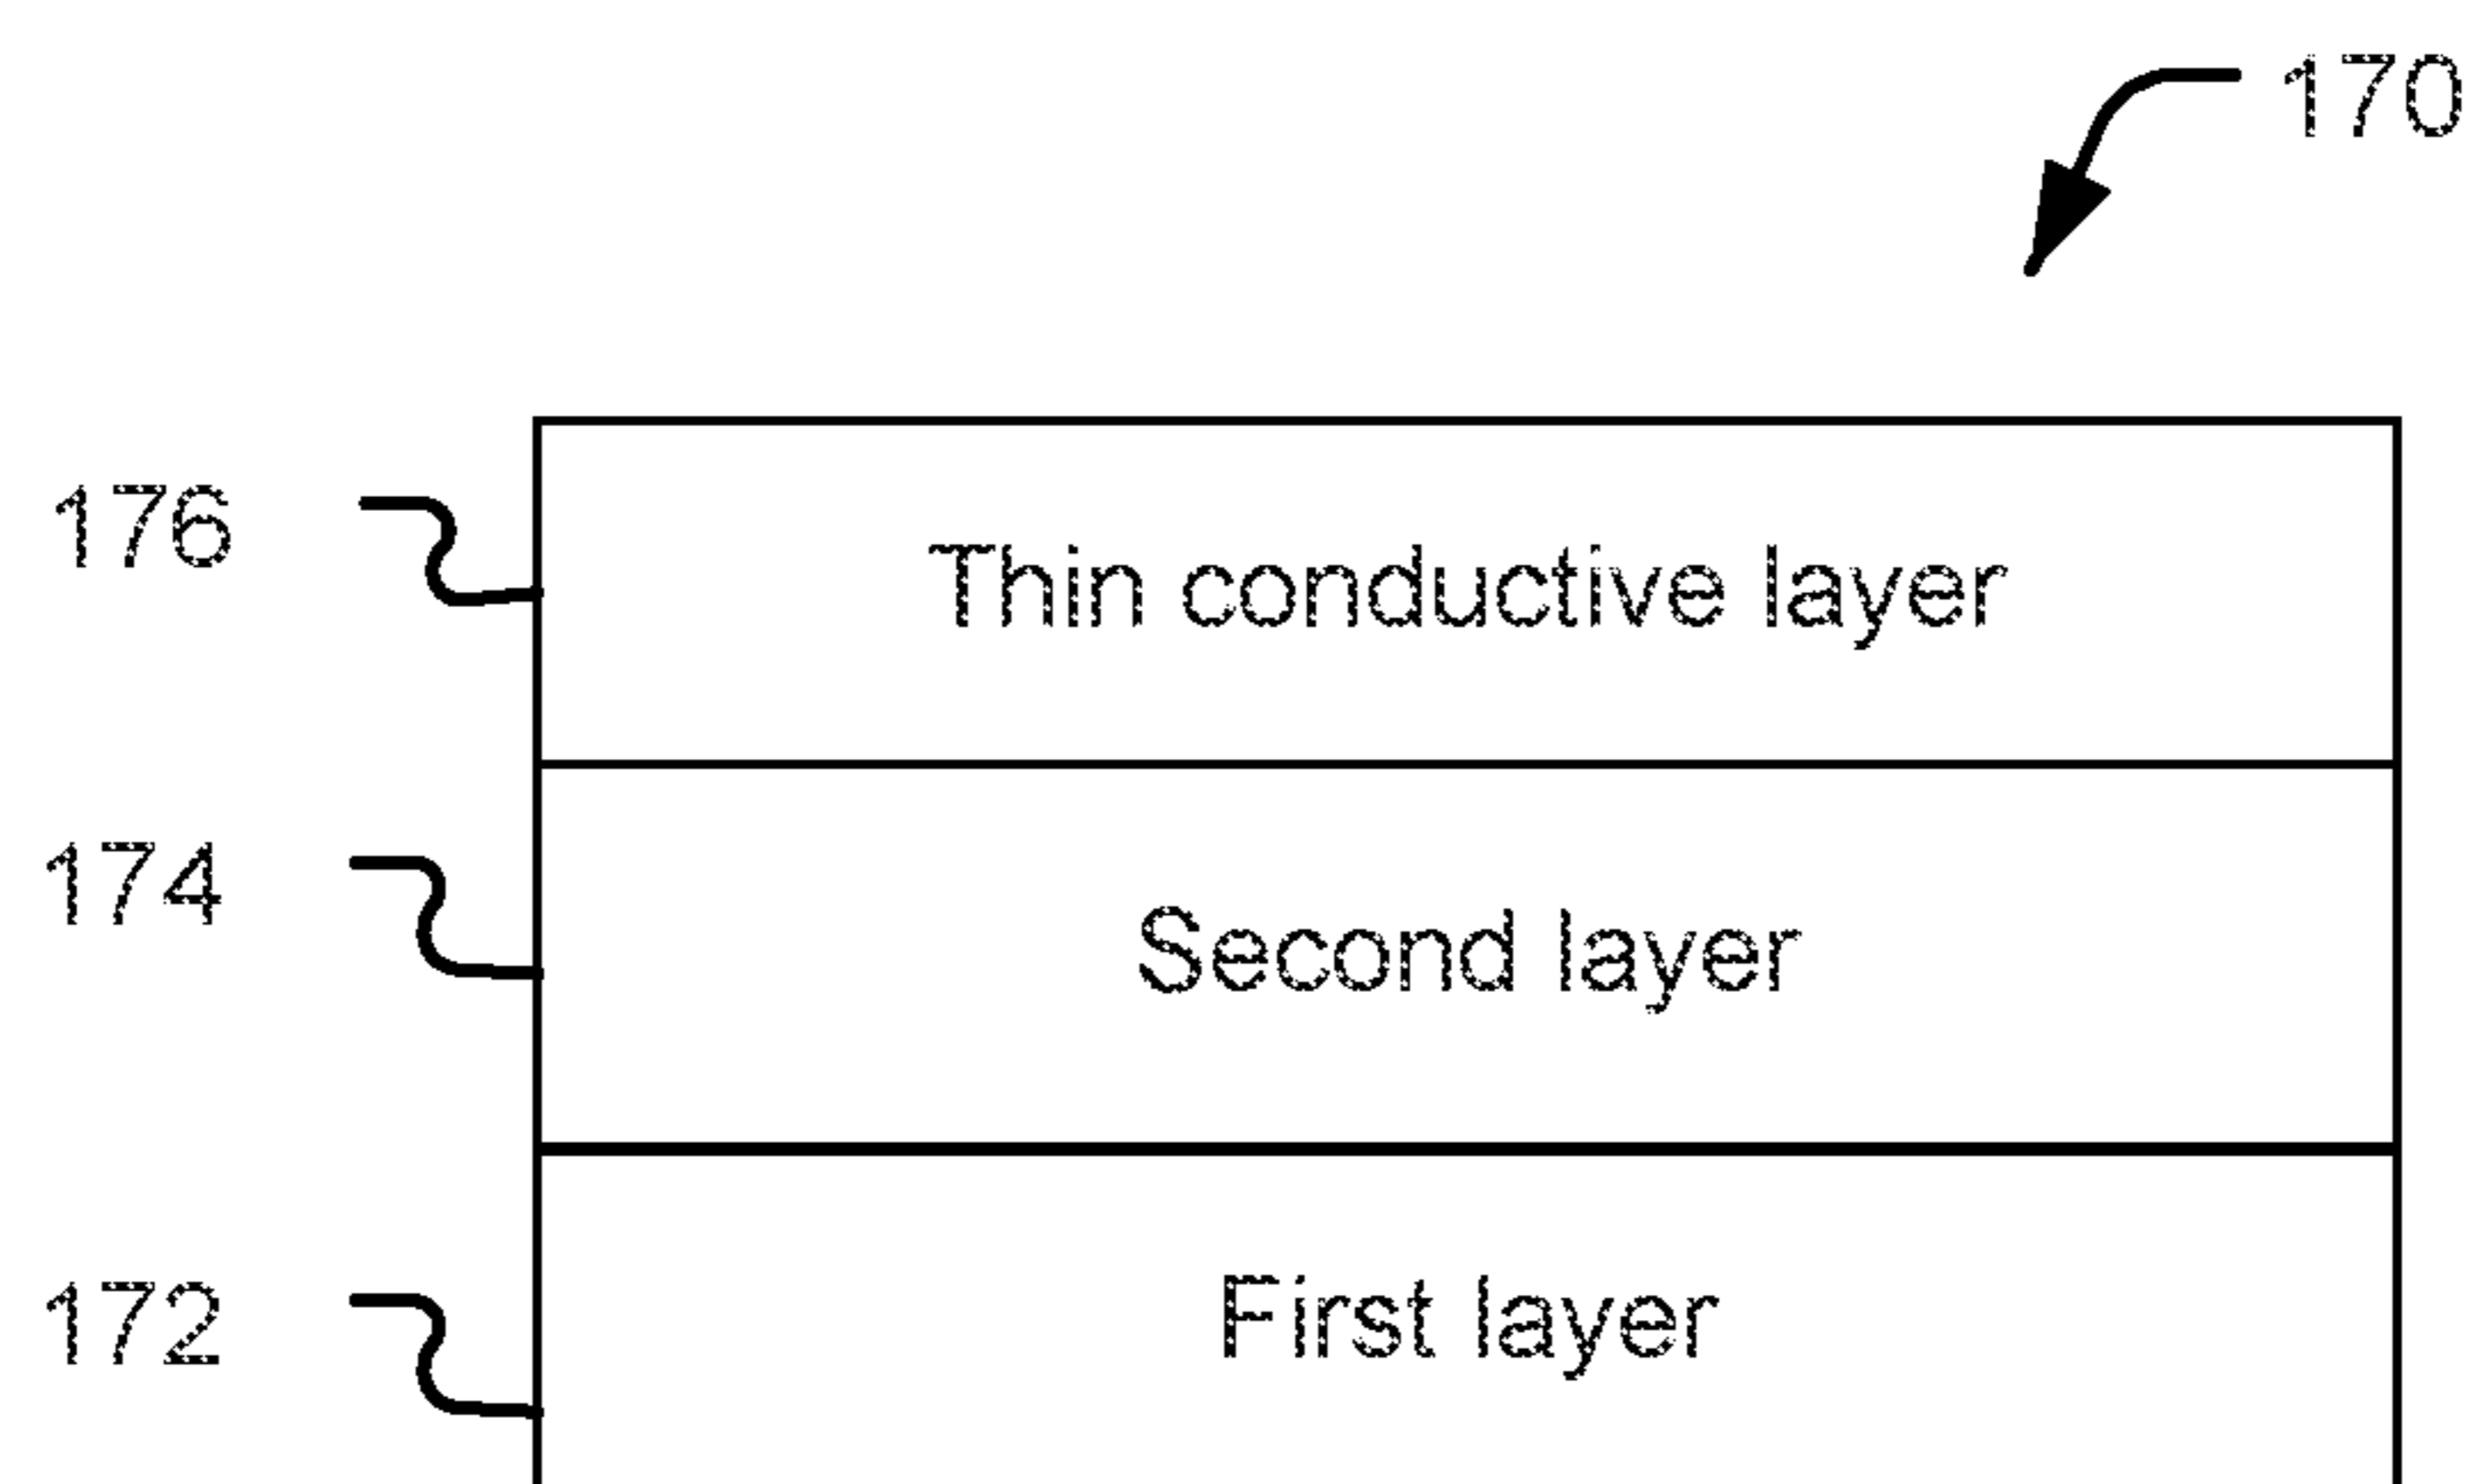 170
176
Thin conductive layer
174
Second layer
172
First layer